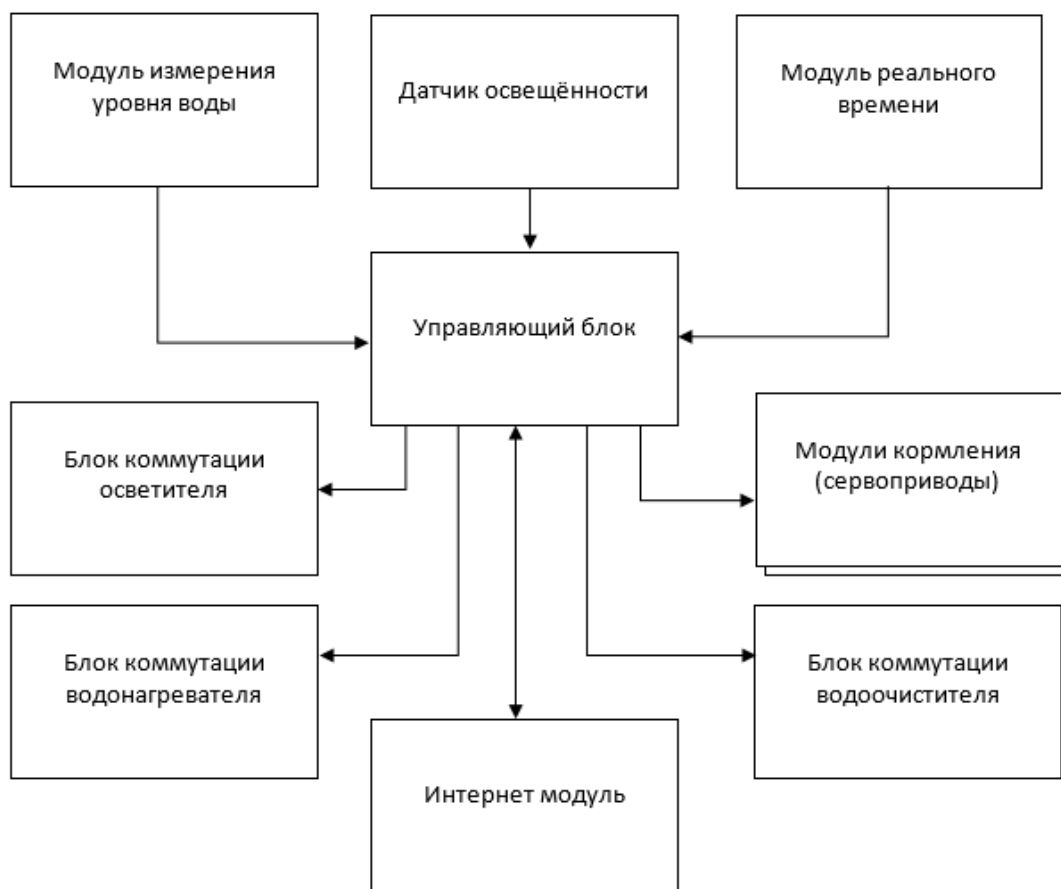 Модуль измерения
уровня воды
Датчик освещённости
Модуль реального
времени
Управляющий блок
Блок коммутации
осветителя
Модули кормления
(сервоприводы)
Блок коммутации
водонагревателя
Блок коммутации
водоочистителя
Интернет модуль